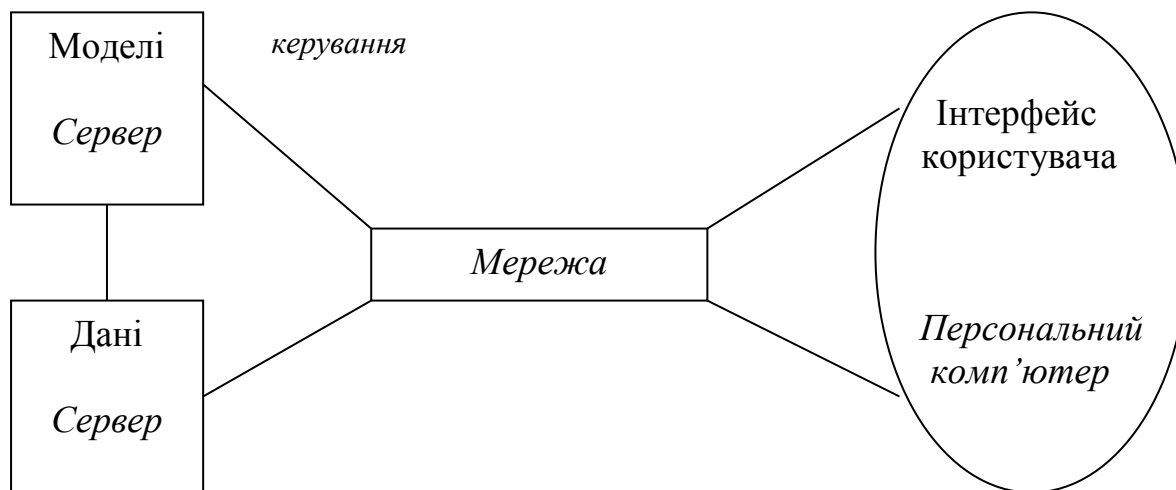 Моделі
Сервер
керування
Мережа
Дані
Сервер
Інтерфейс
користувача
Персональний
комп’ютер